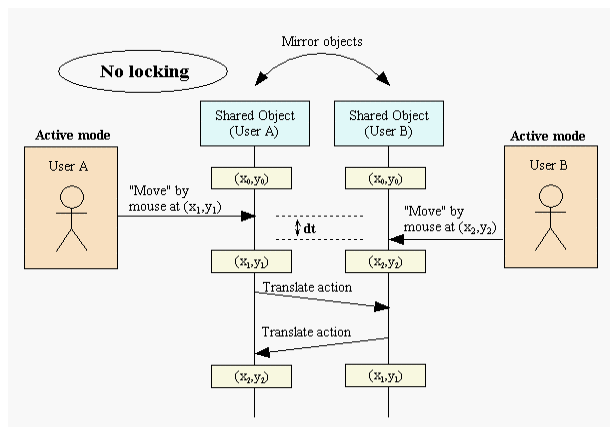 Mirror objects
No locking
Shared Object
(User A)
Shared Object
(User B)
Active mode
Active mode
User A
User B
(x₀,y₀)
(x₀,y₀)
"Move" by
mouse at (x₁,y₁)
"Move" by
mouse at (x₂,y₂)
dt
(x₁,y₁)
(x₂,y₂)
Translate action
Translate action
(x₂,y₂)
(x₁,y₁)